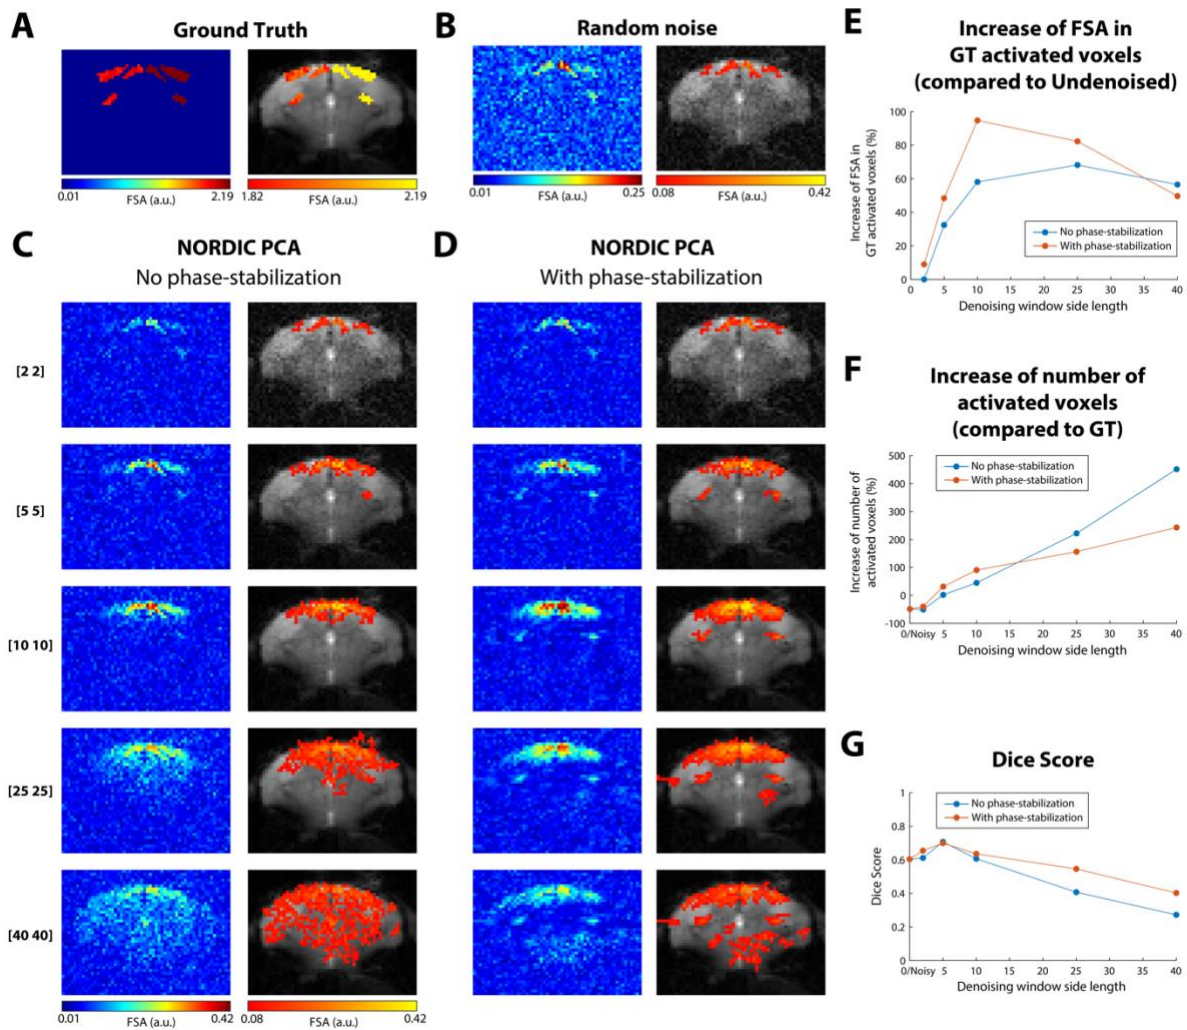 A
Ground Truth
0.01 FSA (a.u.) 2.19
1.82 FSA (a.u.) 2.19
B
Random noise
0.01 FSA (a.u.) 0.25
0.08 FSA (a.u.) 0.42
C
NORDIC PCA
No phase-stabilization
[2 2]
[5 5]
[10 10]
[25 25]
[40 40]
0.01 FSA (a.u.) 0.42
0.08 FSA (a.u.) 0.42
D
NORDIC PCA
With phase-stabilization
E
Increase of FSA in
GT activated voxels
(compared to Undenoised)
Increase of FSA in
GT activated voxels (%)
100
80
60
40
20
0
No phase-stabilization
With phase-stabilization
0 5 10 15 20 25 30 35 40
Denoising window side length
F
Increase of number of
activated voxels
(compared to GT)
Increase of number of
activated voxels (%)
500
400
300
200
100
0
-100
No phase-stabilization
With phase-stabilization
0/Noisy 5 10 15 20 25 30 35 40
Denoising window side length
G
Dice Score
Dice Score
1
0.8
0.6
0.4
0.2
0
No phase-stabilization
With phase-stabilization
0/Noisy 5 10 15 20 25 30 35 40
Denoising window side length